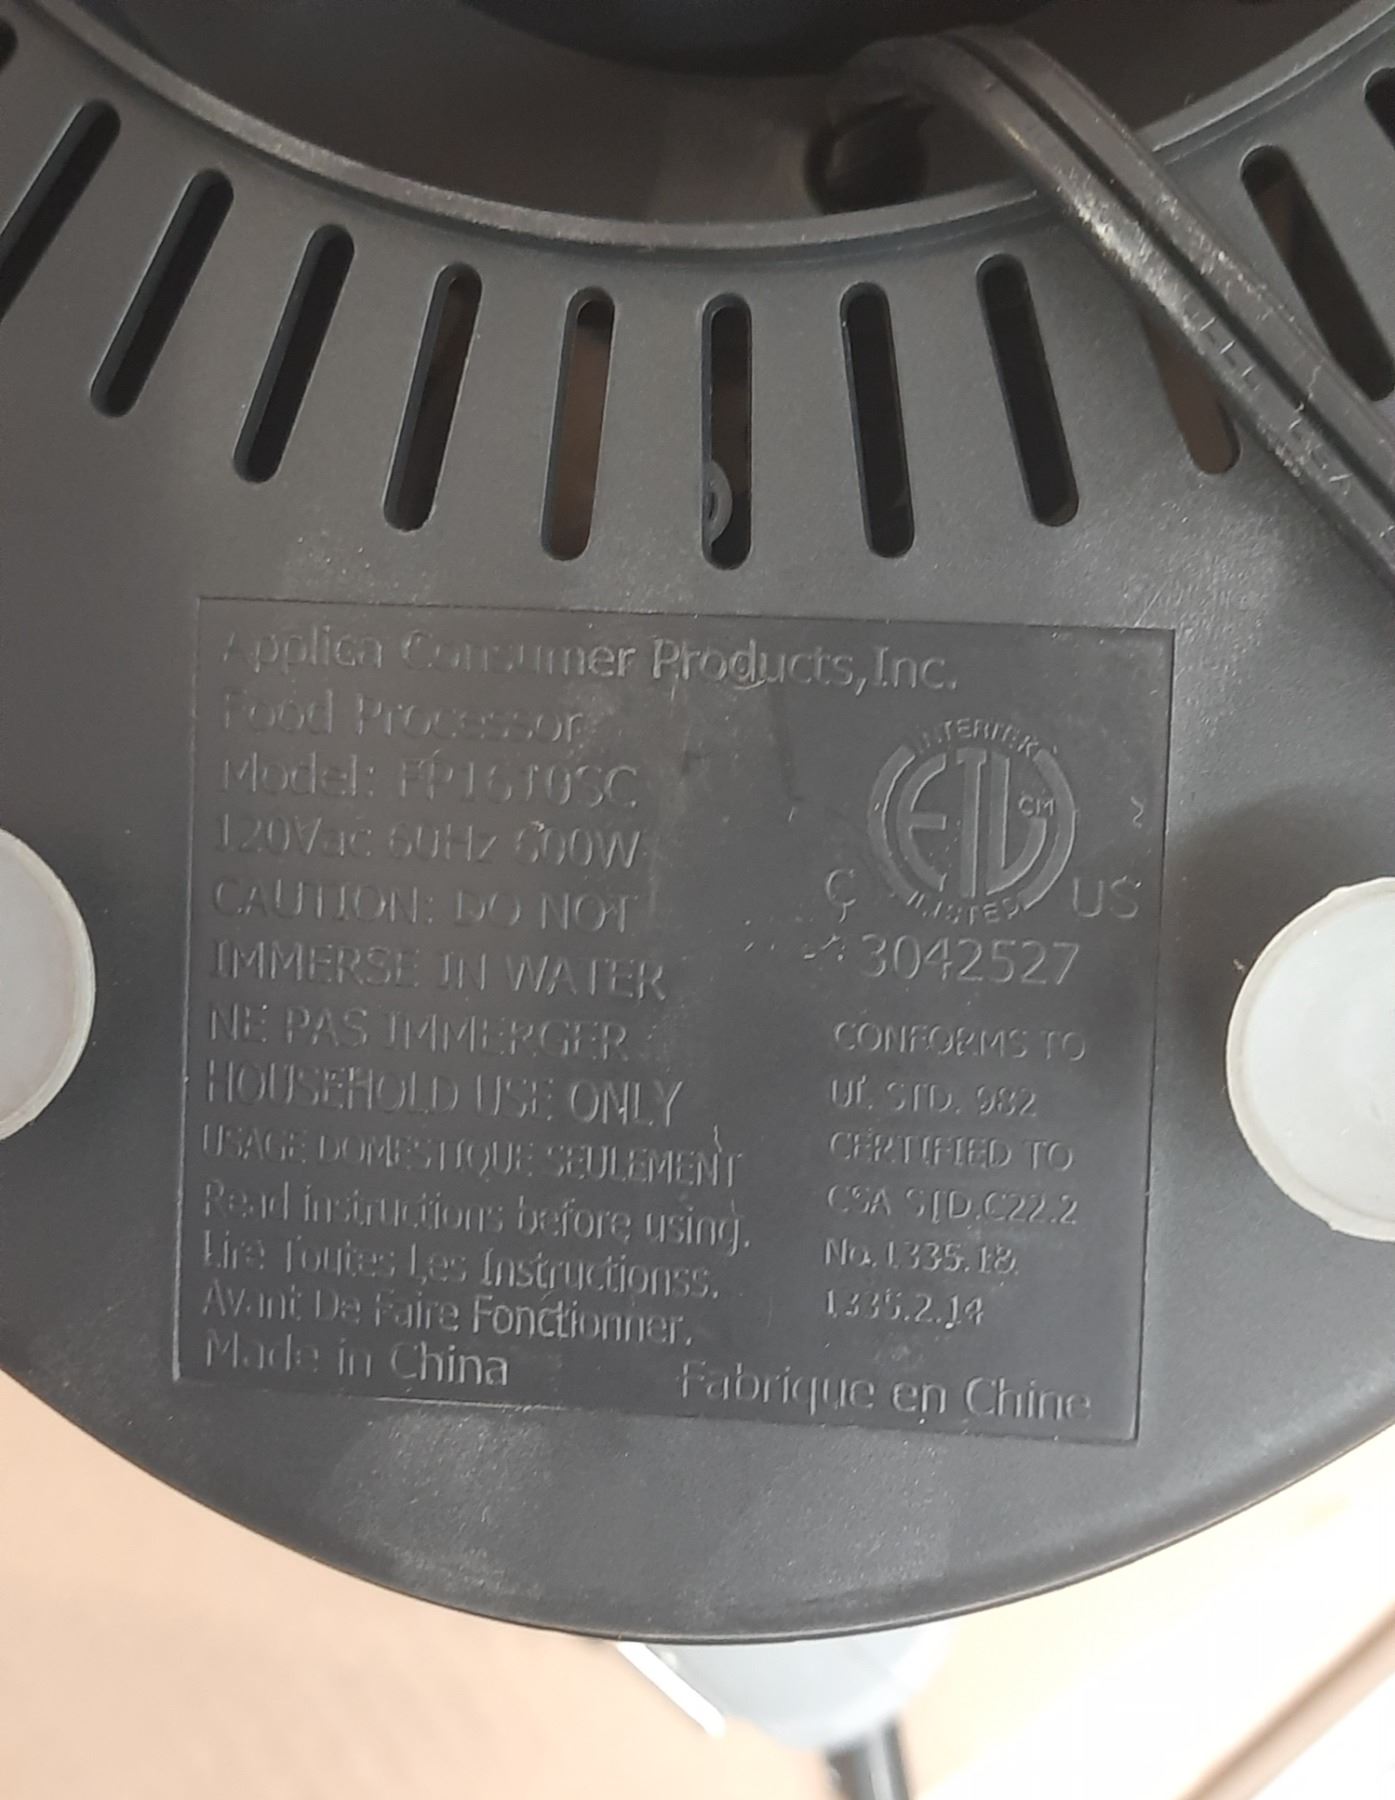 Applica Consumer Products, Inc.
Food Processor
Model: FP1610SC
120Vac 60Hz 600W
CAUTION: DO NOT
IMMERSE IN WATER
NE PAS IMMERGER
HOUSEHOLD USE ONLY
USAGE DOMESTIQUE SEULEMENT
Read instructions before using.
Lire Toutes Les Instructionss.
Avant De Faire Fonctionner.
Made in China
INTERTEK
ETL CM
LISTED
C US
3042527
CONFORMS TO
UL STD. 982
CERTIFIED TO
CSA STD.C22.2
No.1335.18
1335.2.14
Fabrique en Chine